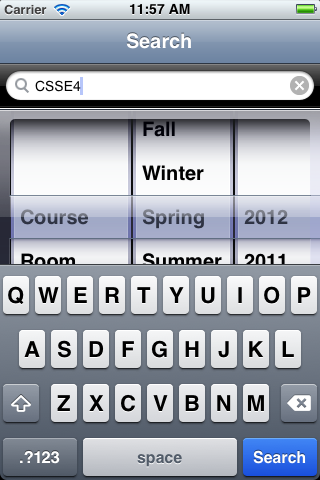 Carrier 11:57 AM
Search
CSSE4
Fall
Winter
Course Spring 2012
Room Summer 2011
Q W E R T Y U I O P
A S D F G H J K L
Z X C V B N M
.?123 space Search